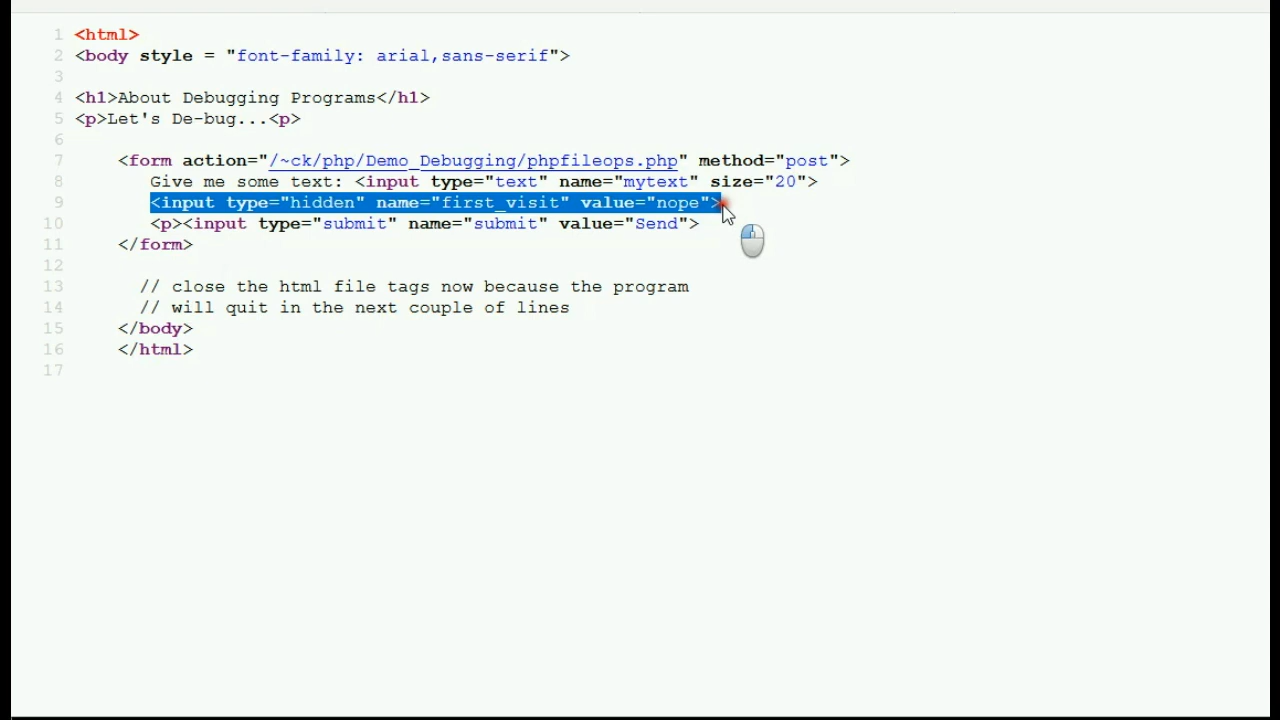 1 <html>
2 <body style = "font-family: arial,sans-serif">
3
4 <h1>About Debugging Programs</h1>
5 <p>Let's De-bug...<p>
6
7 <form action="/~ck/php/Demo_Debugging/phpfileops.php" method="post">
8 Give me some text: <input type="text" name="mytext" size="20">
9 <input type="hidden" name="first_visit" value="nope">
10 <p><input type="submit" name="submit" value="Send">
11 </form>
12
13 // close the html file tags now because the program
14 // will quit in the next couple of lines
15 </body>
16 </html>
17